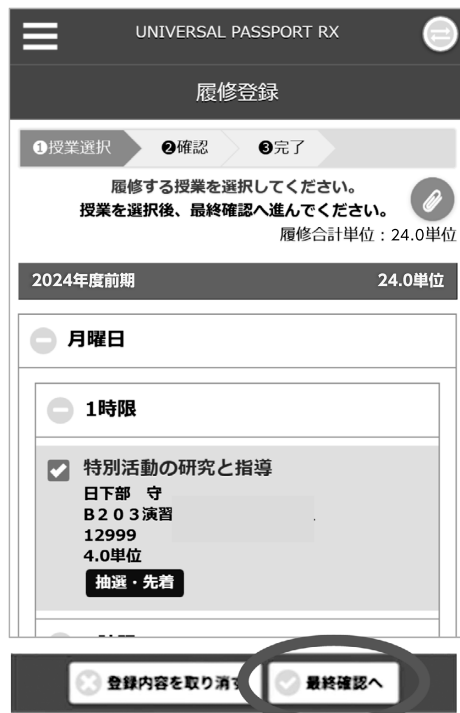 UNIVERSAL PASSPORT RX
履修登録
❶授業選択 ❷確認 ❸完了
履修する授業を選択してください。
授業を選択後、最終確認へ進んでください。
履修合計単位:24.0単位
2024年度前期 24.0単位
月曜日
1時限
特別活動の研究と指導
日下部 守
B203演習
12999
4.0単位
抽選・先着
登録内容を取り消す
最終確認へ